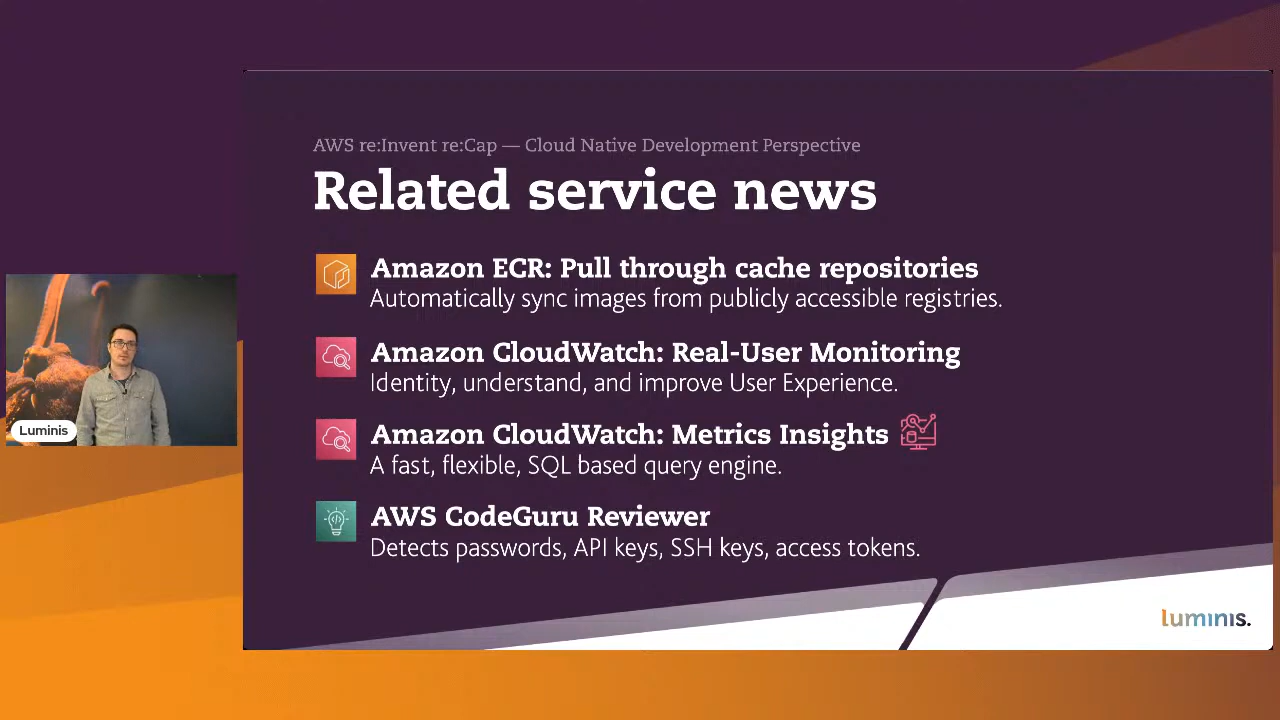 AWS re:Invent re:Cap — Cloud Native Development Perspective
Related service news
Amazon ECR: Pull through cache repositories
Automatically sync images from publicly accessible registries.
Amazon CloudWatch: Real-User Monitoring
Identity, understand, and improve User Experience.
Amazon CloudWatch: Metrics Insights
A fast, flexible, SQL based query engine.
AWS CodeGuru Reviewer
Detects passwords, API keys, SSH keys, access tokens.
Luminis
luminis.